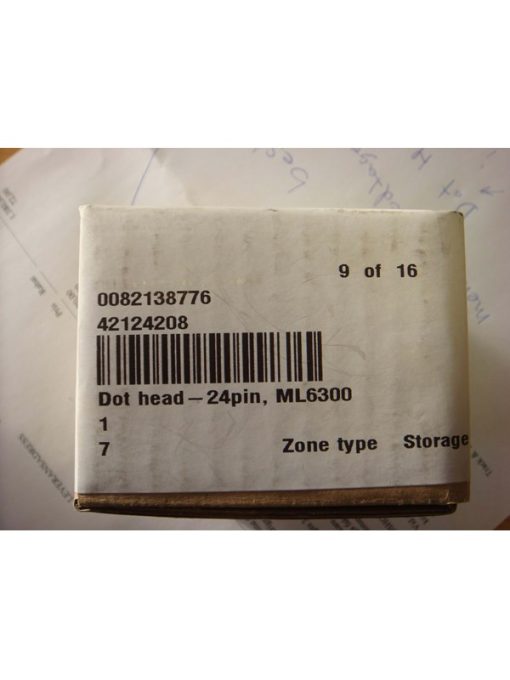 9 of 16
0082138776
42124208
Dot head – 24pin, ML6300
1
7 Zone type Storage